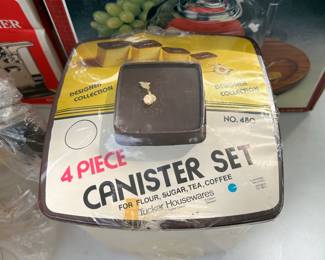 DESIGNER
COLLECTION
DESIGNER
COLLECTION
NO. 480
4 PIECE
CANISTER SET
FOR FLOUR, SUGAR, TEA, COFFEE
Tucker Housewares